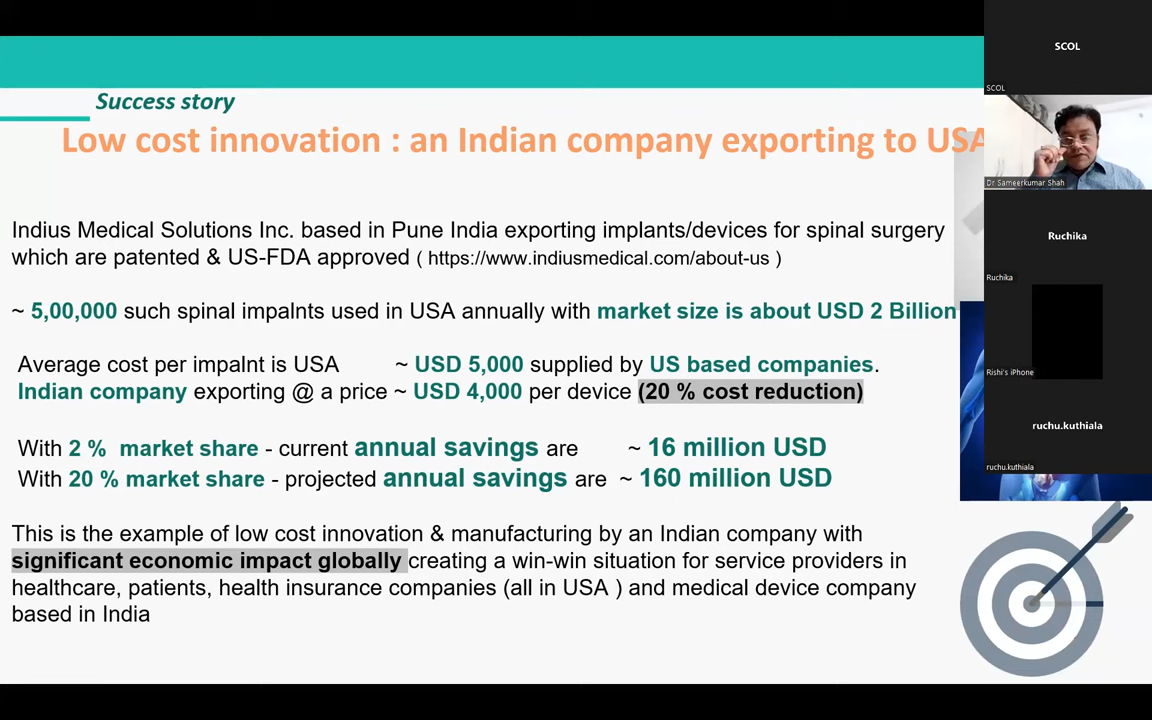 Success story
Low cost innovation : an Indian company exporting to USA
Indius Medical Solutions Inc. based in Pune India exporting implants/devices for spinal surgery
which are patented & US-FDA approved ( https://www.indiusmedical.com/about-us )
~ 5,00,000 such spinal impalnts used in USA annually with market size is about USD 2 Billion
Average cost per impalnt is USA ~ USD 5,000 supplied by US based companies.
Indian company exporting @ a price ~ USD 4,000 per device (20 % cost reduction)
With 2 % market share - current annual savings are ~ 16 million USD
With 20 % market share - projected annual savings are ~ 160 million USD
This is the example of low cost innovation & manufacturing by an Indian company with
significant economic impact globally creating a win-win situation for service providers in
healthcare, patients, health insurance companies (all in USA ) and medical device company
based in India
SCOL
SCOL
Dr Sameerkumar Shah
Ruchika
Ruchika
Rishi's iPhone
ruchu.kuthiala
ruchu.kuthiala